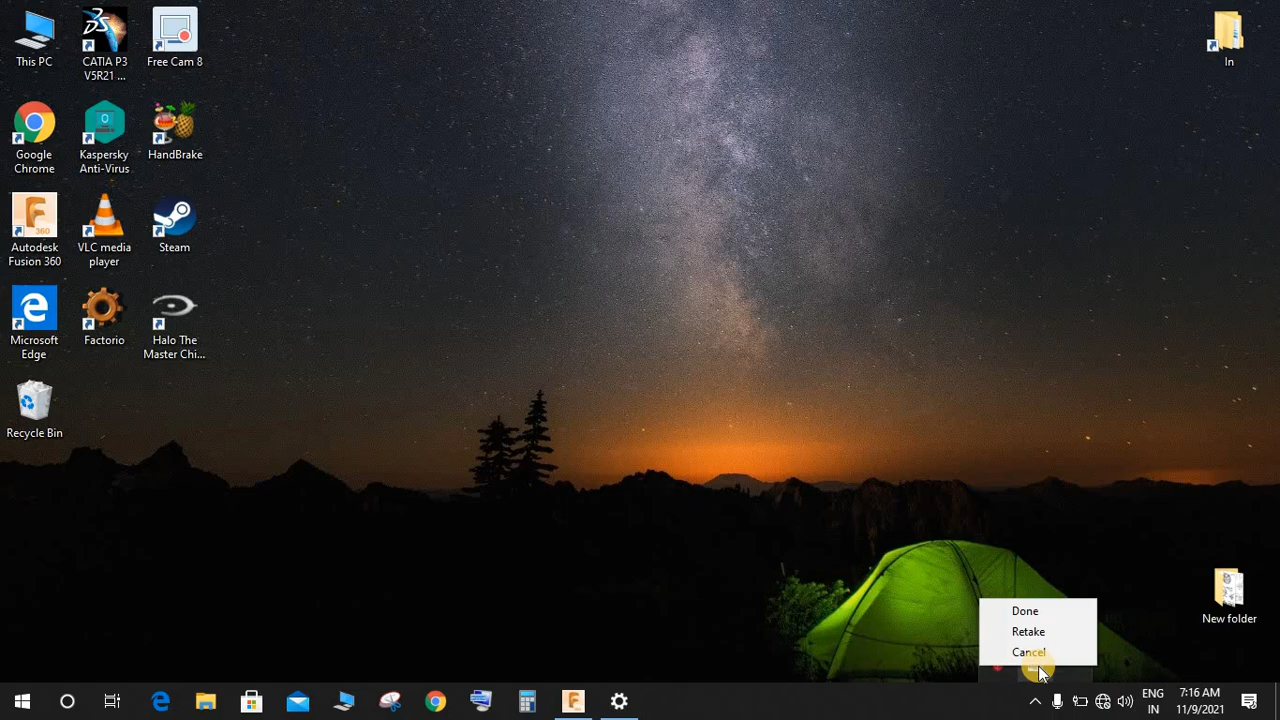 This PC
CATIA P3
V5R21 ...
Free Cam 8
In
Google
Chrome
Kaspersky
Anti-Virus
HandBrake
Autodesk
Fusion 360
VLC media
player
Steam
Microsoft
Edge
Factorio
Halo The
Master Chi...
Recycle Bin
New folder
Done
Retake
Cancel
ENG
IN
7:16 AM
11/9/2021